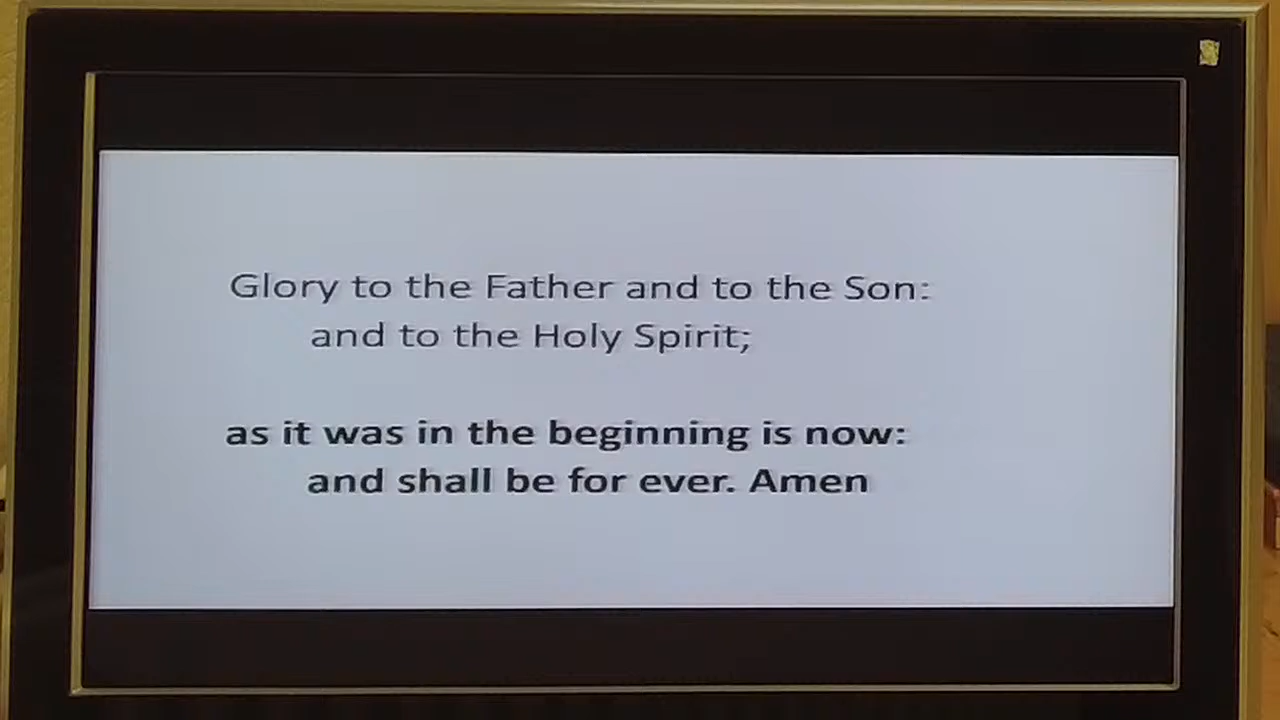 Glory to the Father and to the Son:
and to the Holy Spirit;
as it was in the beginning is now:
and shall be for ever. Amen